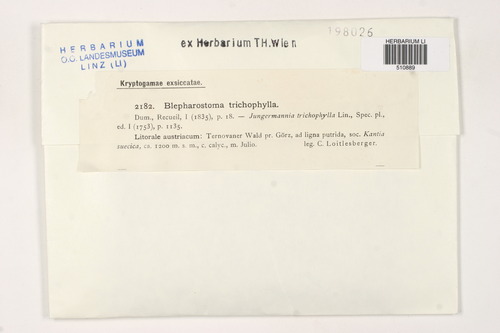 HERBARIUM
O.Ö. LANDESMUSEUM
LINZ (LI)
ex Herbarium TH.Wien
198026
HERBARIUM LI
510869
Kryptogamae exsiccatae.
2182. Blepharostoma trichophylla.
Dum., Recueil, I (1835), p. 18. — Jungermannia trichophylla Lin., Spec. pl.,
ed. I (1753), p. 1135.
Litorale austriacum: Ternovaner Wald pr. Görz, ad ligna putrida, soc. Kantia
suecica, ca. 1200 m. s. m., c. calyc., m. Julio. leg. C. Loitlesberger.